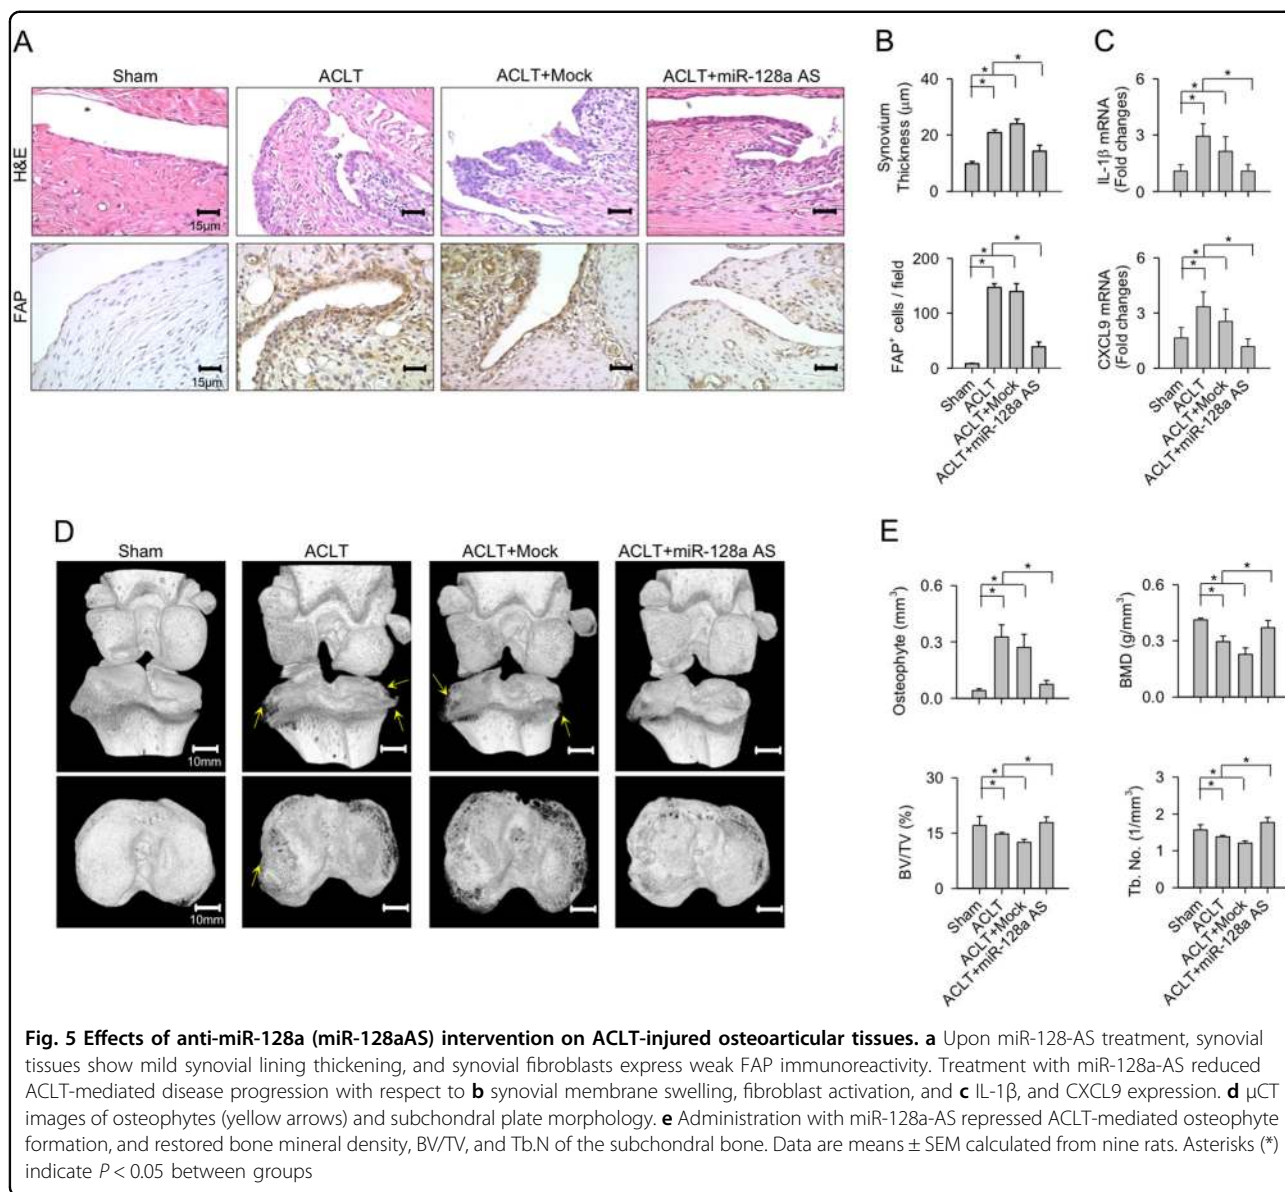 A
Sham
ACLT
ACLT+Mock
ACLT+miR-128a AS
H&E
15µm
FAP
15µm
B
Synovium
Thickness (µm)
40
20
0
* * *
FAP⁺ cells / field
200
100
0
* * *
Sham
ACLT
ACLT+Mock
ACLT+miR-128a AS
C
IL-1β mRNA
(Fold changes)
6
3
0
* * *
CXCL9 mRNA
(Fold changes)
6
3
0
* * *
Sham
ACLT
ACLT+Mock
ACLT+miR-128a AS
D
Sham
ACLT
ACLT+Mock
ACLT+miR-128a AS
10mm
10mm
E
Osteophyte (mm³)
0.6
0.3
0.0
* * *
BMD (g/mm³)
0.6
0.3
0.0
* * *
BV/TV (%)
30
15
0
* * *
Sham
ACLT
ACLT+Mock
ACLT+miR-128a AS
Tb. No. (1/mm³)
3
2
1
0
* * *
Sham
ACLT
ACLT+Mock
ACLT+miR-128a AS
Fig. 5 Effects of anti-miR-128a (miR-128aAS) intervention on ACLT-injured osteoarticular tissues. a Upon miR-128-AS treatment, synovial
tissues show mild synovial lining thickening, and synovial fibroblasts express weak FAP immunoreactivity. Treatment with miR-128a-AS reduced
ACLT-mediated disease progression with respect to b synovial membrane swelling, fibroblast activation, and c IL-1β, and CXCL9 expression. d µCT
images of osteophytes (yellow arrows) and subchondral plate morphology. e Administration with miR-128a-AS repressed ACLT-mediated osteophyte
formation, and restored bone mineral density, BV/TV, and Tb.N of the subchondral bone. Data are means ± SEM calculated from nine rats. Asterisks (*)
indicate P < 0.05 between groups